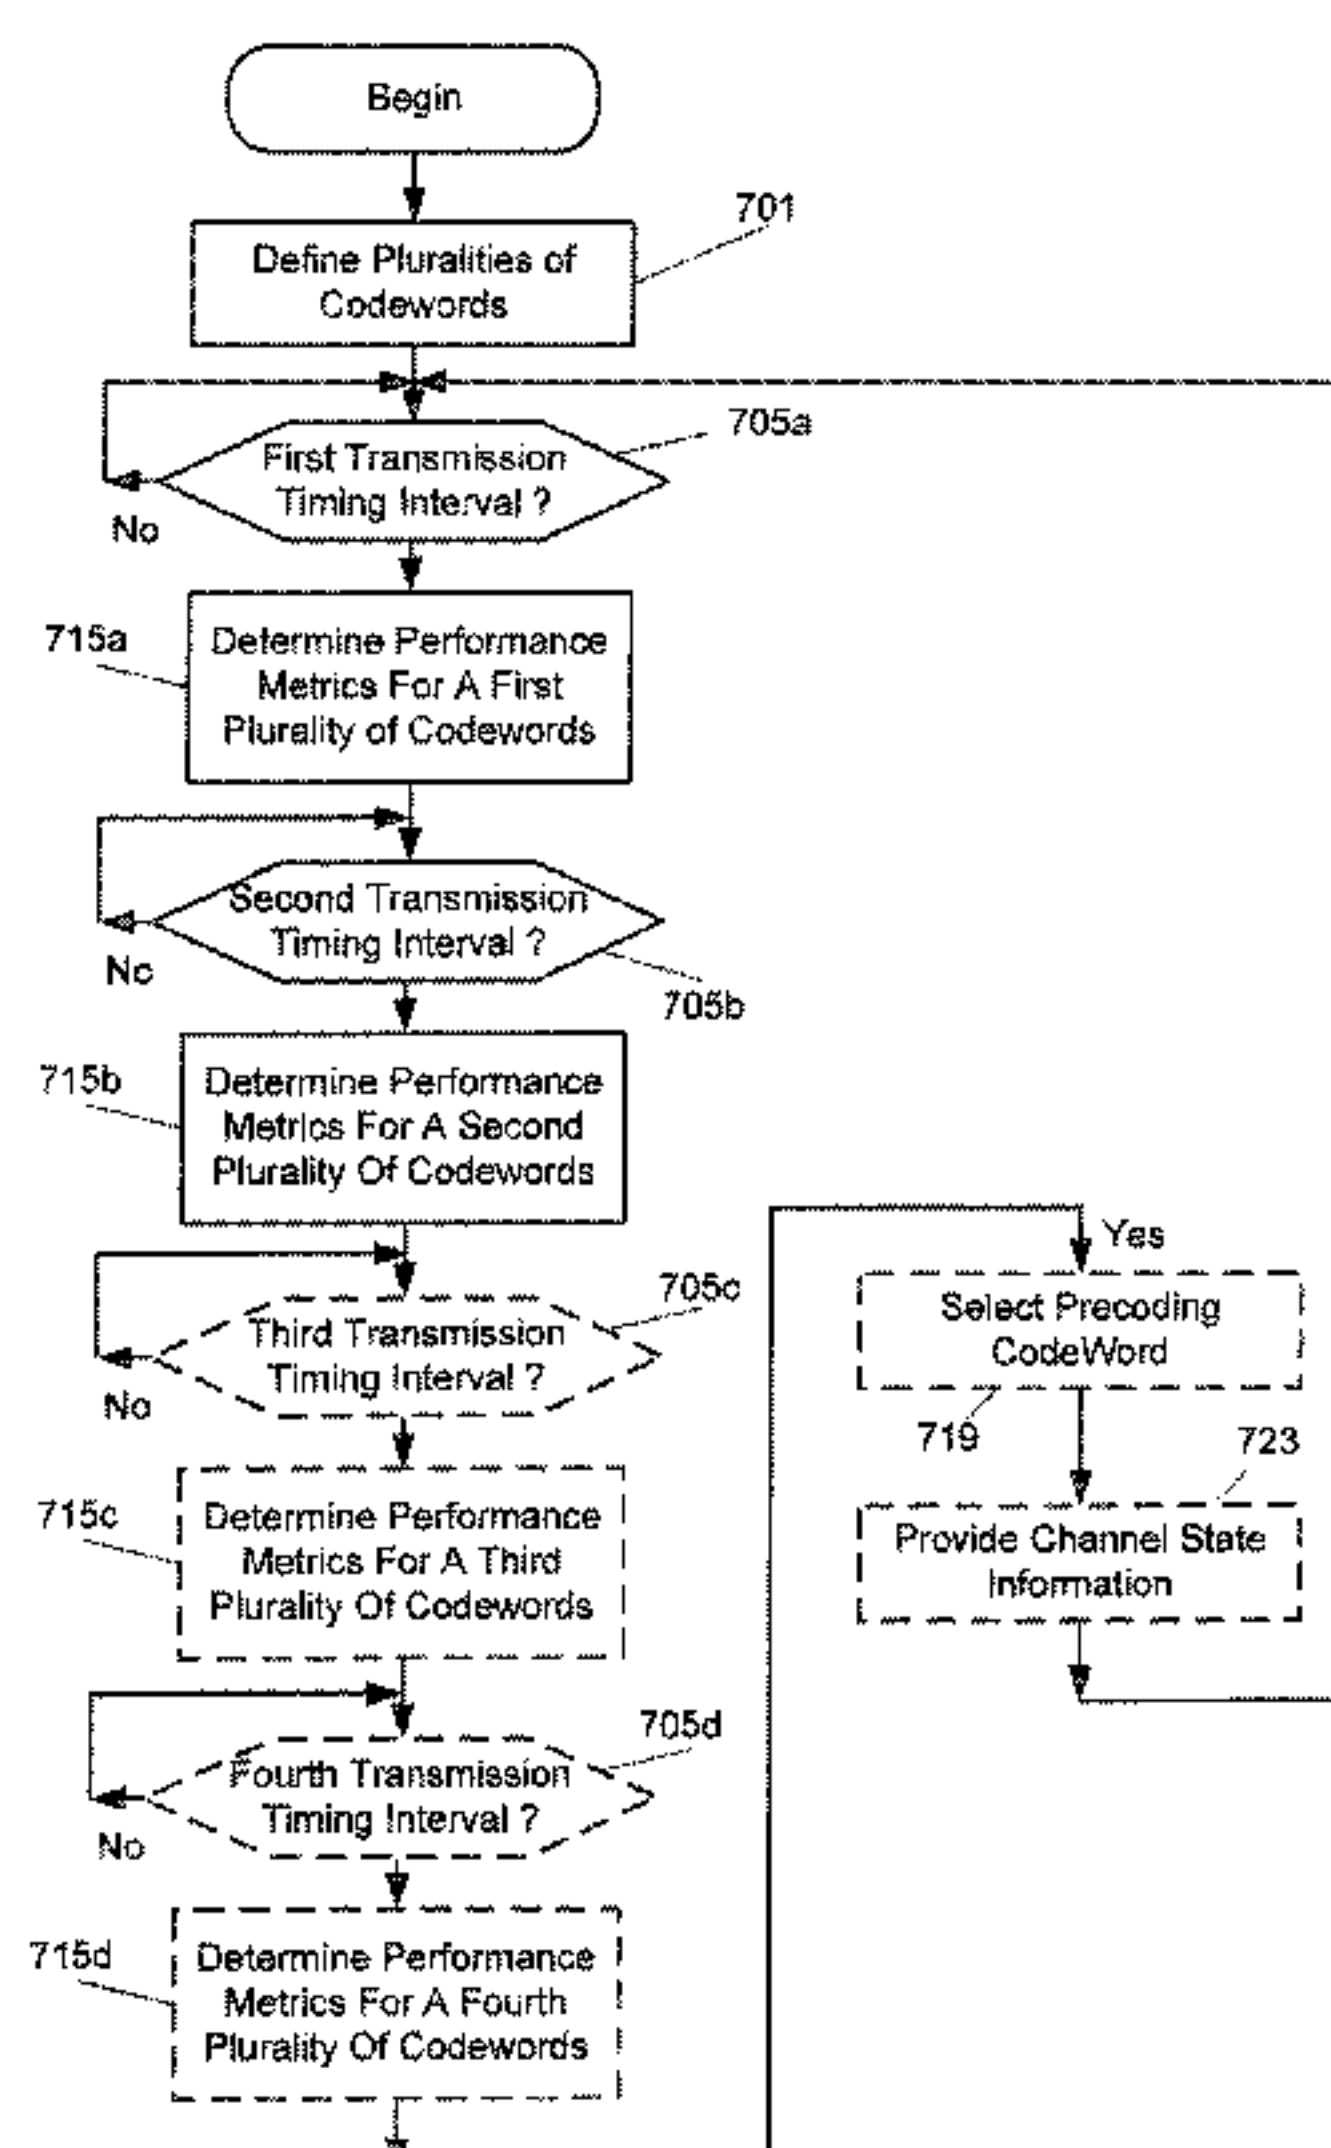 Begin
701
Define Pluralities of
Codewords
705a
First Transmission
Timing Interval ?
No
715a
Determine Performance
Metrics For A First
Plurality of Codewords
Second Transmission
Timing Interval ?
No
705b
715b
Determine Performance
Metrics For A Second
Plurality Of Codewords
705c
Third Transmission
Timing Interval ?
No
715c
Determine Performance
Metrics For A Third
Plurality Of Codewords
705d
Fourth Transmission
Timing Interval ?
No
715d
Determine Performance
Metrics For A Fourth
Plurality Of Codewords
Yes
Select Precoding
CodeWord
719
723
Provide Channel State
Information